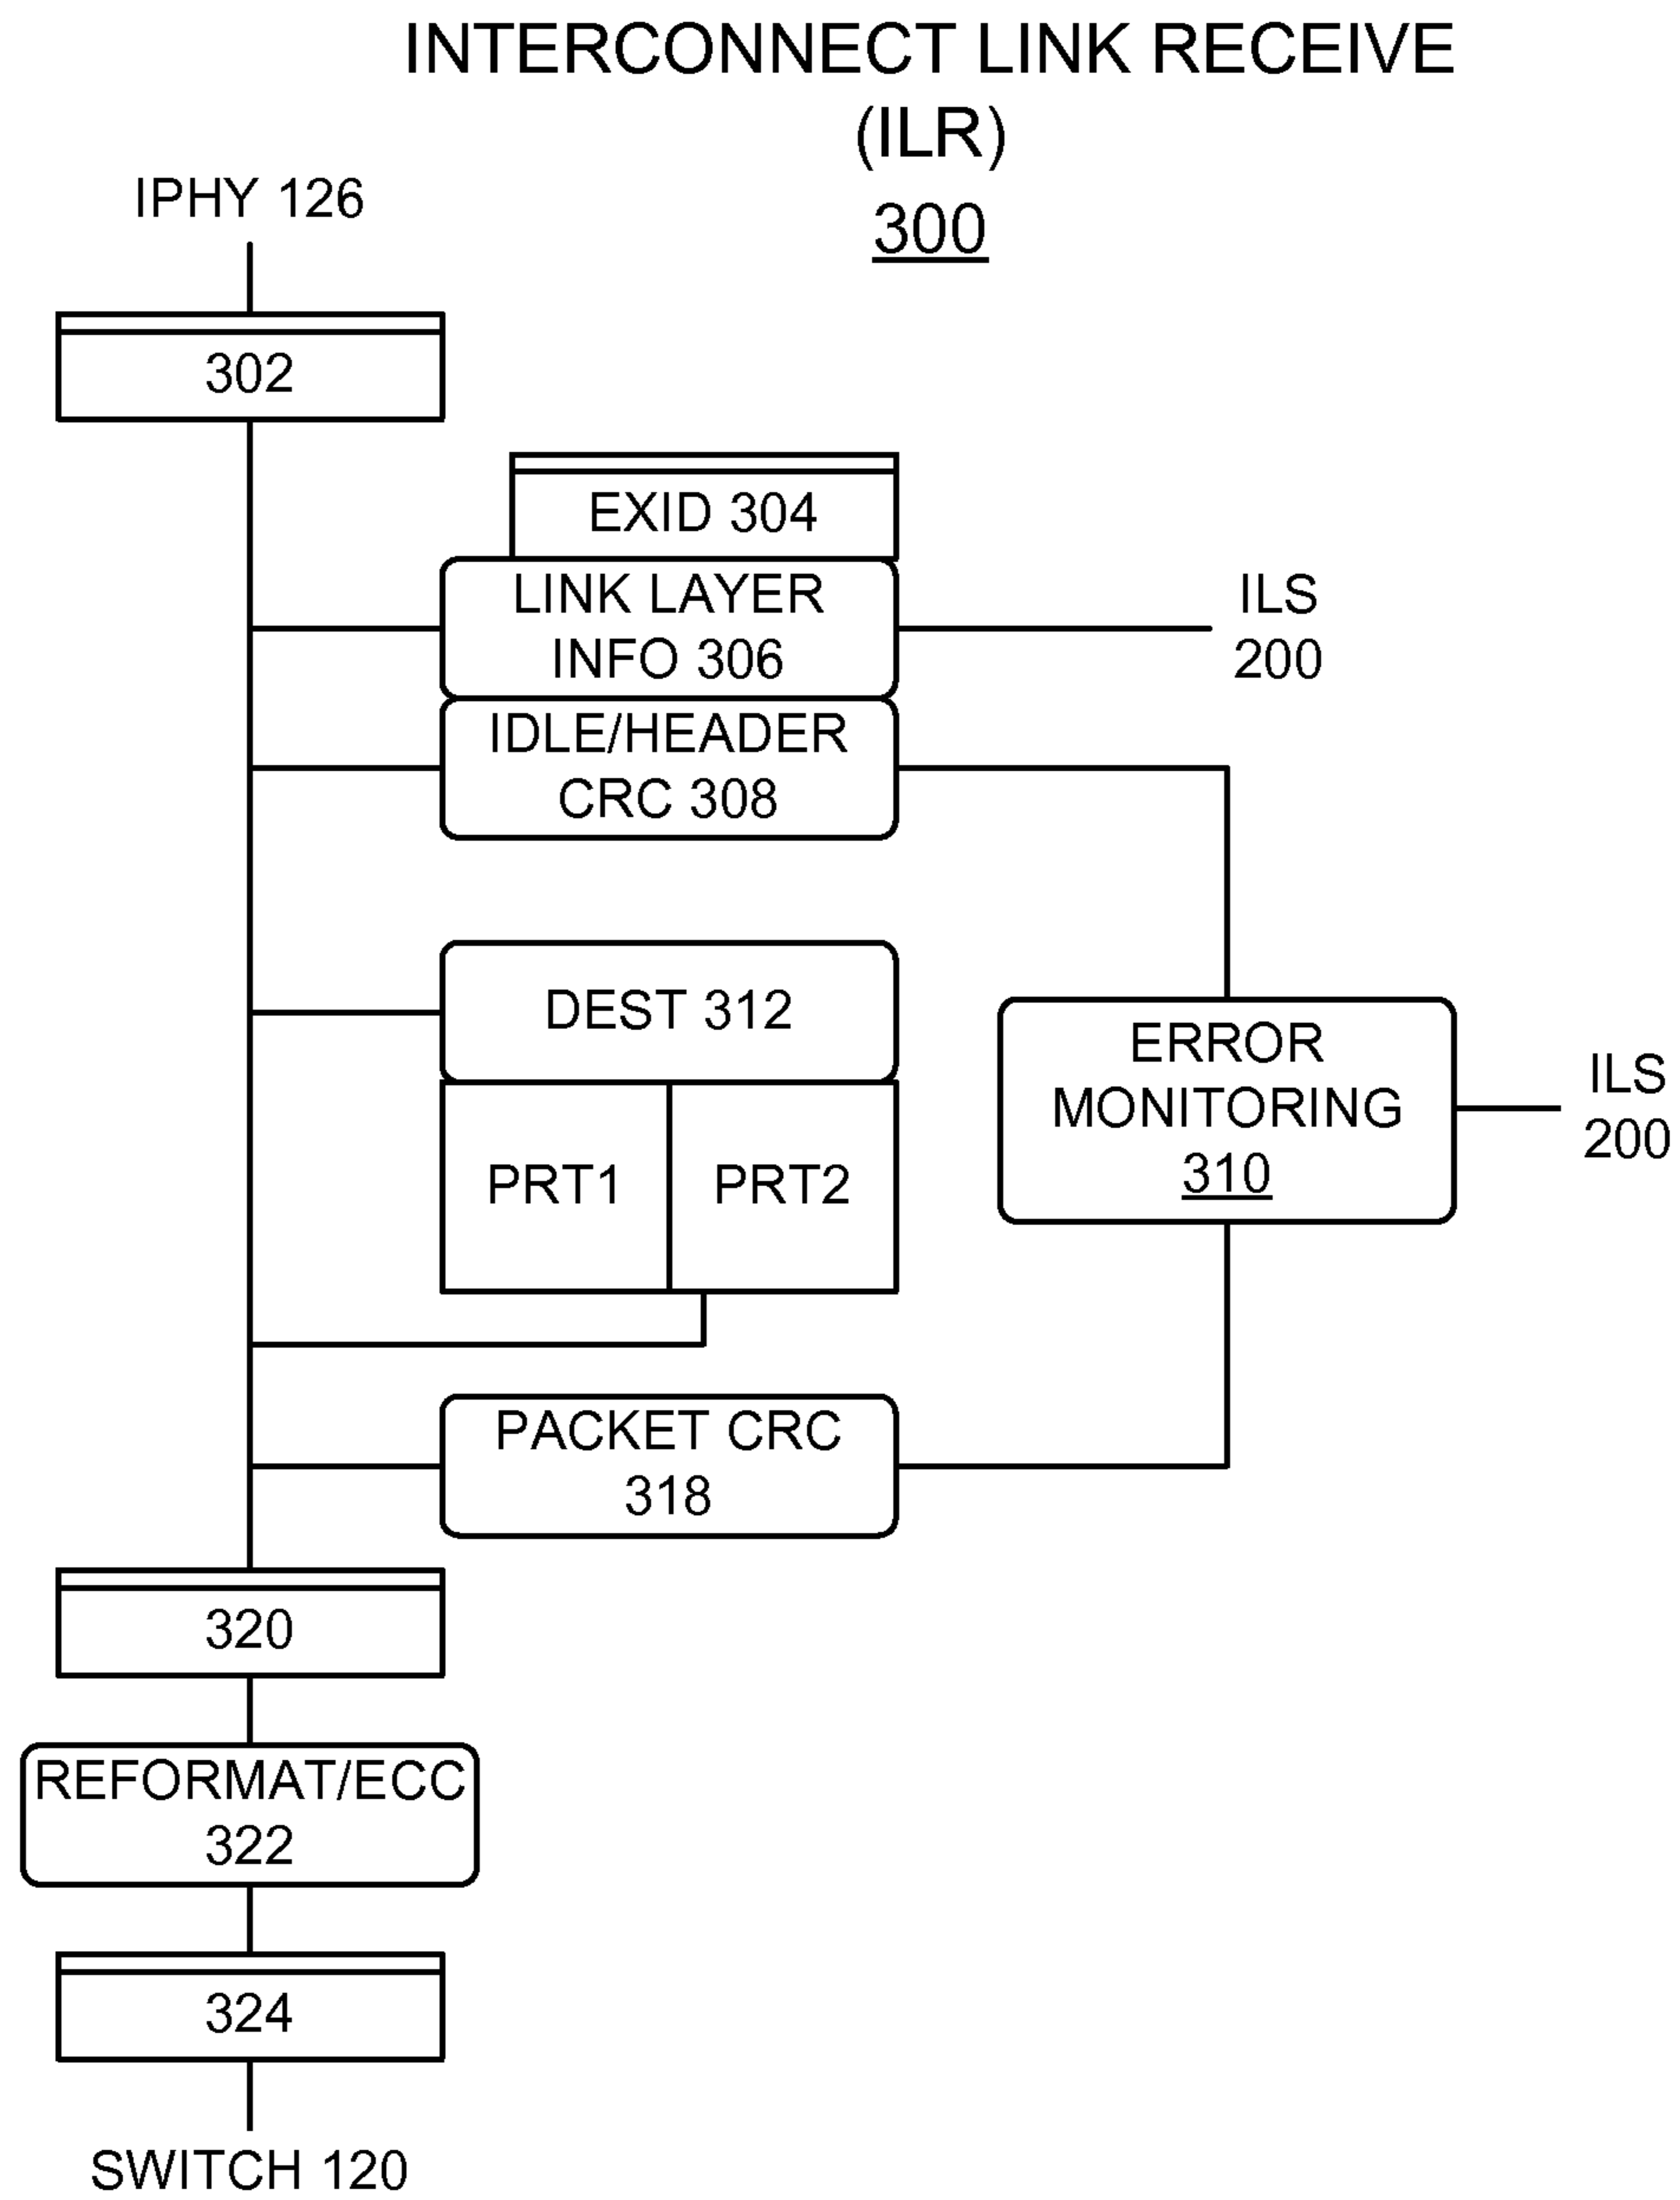 INTERCONNECT LINK RECEIVE
(ILR)
300
IPHY 126
302
EXID 304
LINK LAYER
INFO 306
ILS
200
IDLE/HEADER
CRC 308
DEST 312
PRT1
PRT2
ERROR
MONITORING
310
ILS
200
PACKET CRC
318
320
REFORMAT/ECC
322
324
SWITCH 120